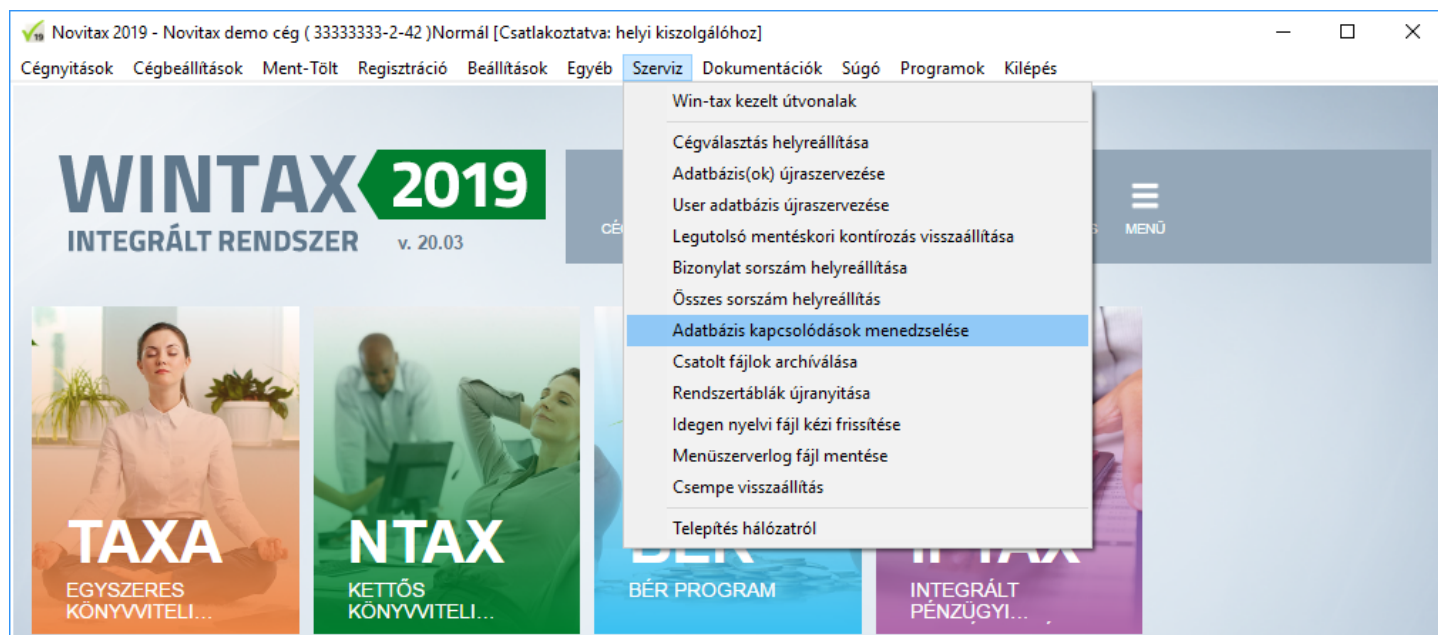 Novitax 2019 - Novitax demo cég ( 33333333-2-42 )Normál [Csatlakoztatva: helyi kiszolgálóhoz]
Cégnyitások Cégbeállítások Ment-Tölt Regisztráció Beállítások Egyéb Szerviz Dokumentációk Súgó Programok Kilépés
Win-tax kezelt útvonalak
Cégválasztás helyreállítása
Adatbázis(ok) újraszervezése
User adatbázis újraszervezése
Legutolsó mentéskori kontírozás visszaállítása
Bizonylat sorszám helyreállítása
Összes sorszám helyreállítás
Adatbázis kapcsolódások menedzselése
Csatolt fájlok archíválása
Rendszertáblák újranyitása
Idegen nyelvi fájl kézi frissítése
Menüszerverlog fájl mentése
Csempe visszaállítás
Telepítés hálózatról
WINTAX 2019
INTEGRÁLT RENDSZER v. 20.03
MENÜ
TAXA
EGYSZERES
KÖNYVVITELI...
NTAX
KETTŐS
KÖNYVVITELI...
BÉR PROGRAM
INTEGRÁLT
PÉNZÜGYI...